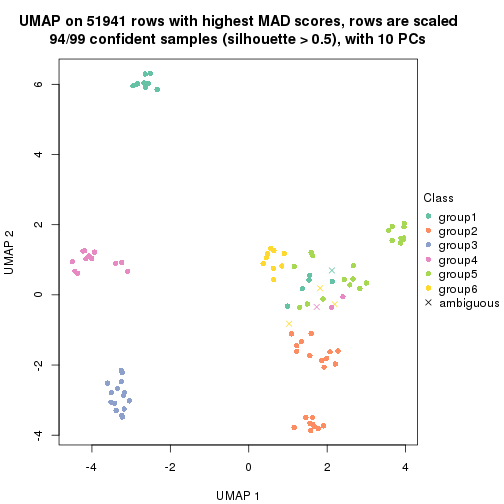 UMAP on 51941 rows with highest MAD scores, rows are scaled
94/99 confident samples (silhouette > 0.5), with 10 PCs
6
4
2
0
-2
-4
UMAP 2
-4
-2
0
2
4
UMAP 1
Class
group1
group2
group3
group4
group5
group6
ambiguous